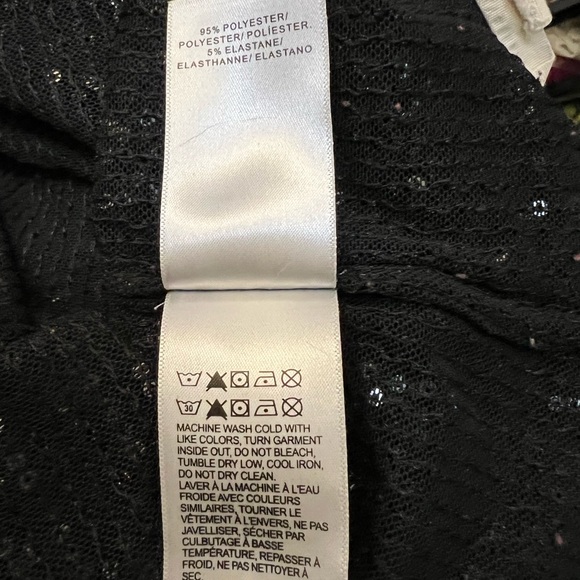 95% POLYESTER/
POLYESTER/ POLIÉSTER.
5% ELASTANE/
ELASTHANNE/ ELASTANO
30
MACHINE WASH COLD WITH
LIKE COLORS, TURN GARMENT
INSIDE OUT, DO NOT BLEACH,
TUMBLE DRY LOW, COOL IRON,
DO NOT DRY CLEAN.
LAVER À LA MACHINE À L'EAU
FROIDE AVEC COULEURS
SIMILAIRES, TOURNER LE
VÊTEMENT À L'ENVERS, NE PAS
JAVELLISER, SÉCHER PAR
CULBUTAGE À BASSE
TEMPÉRATURE, REPASSER À
FROID, NE PAS NETTOYER À
SEC